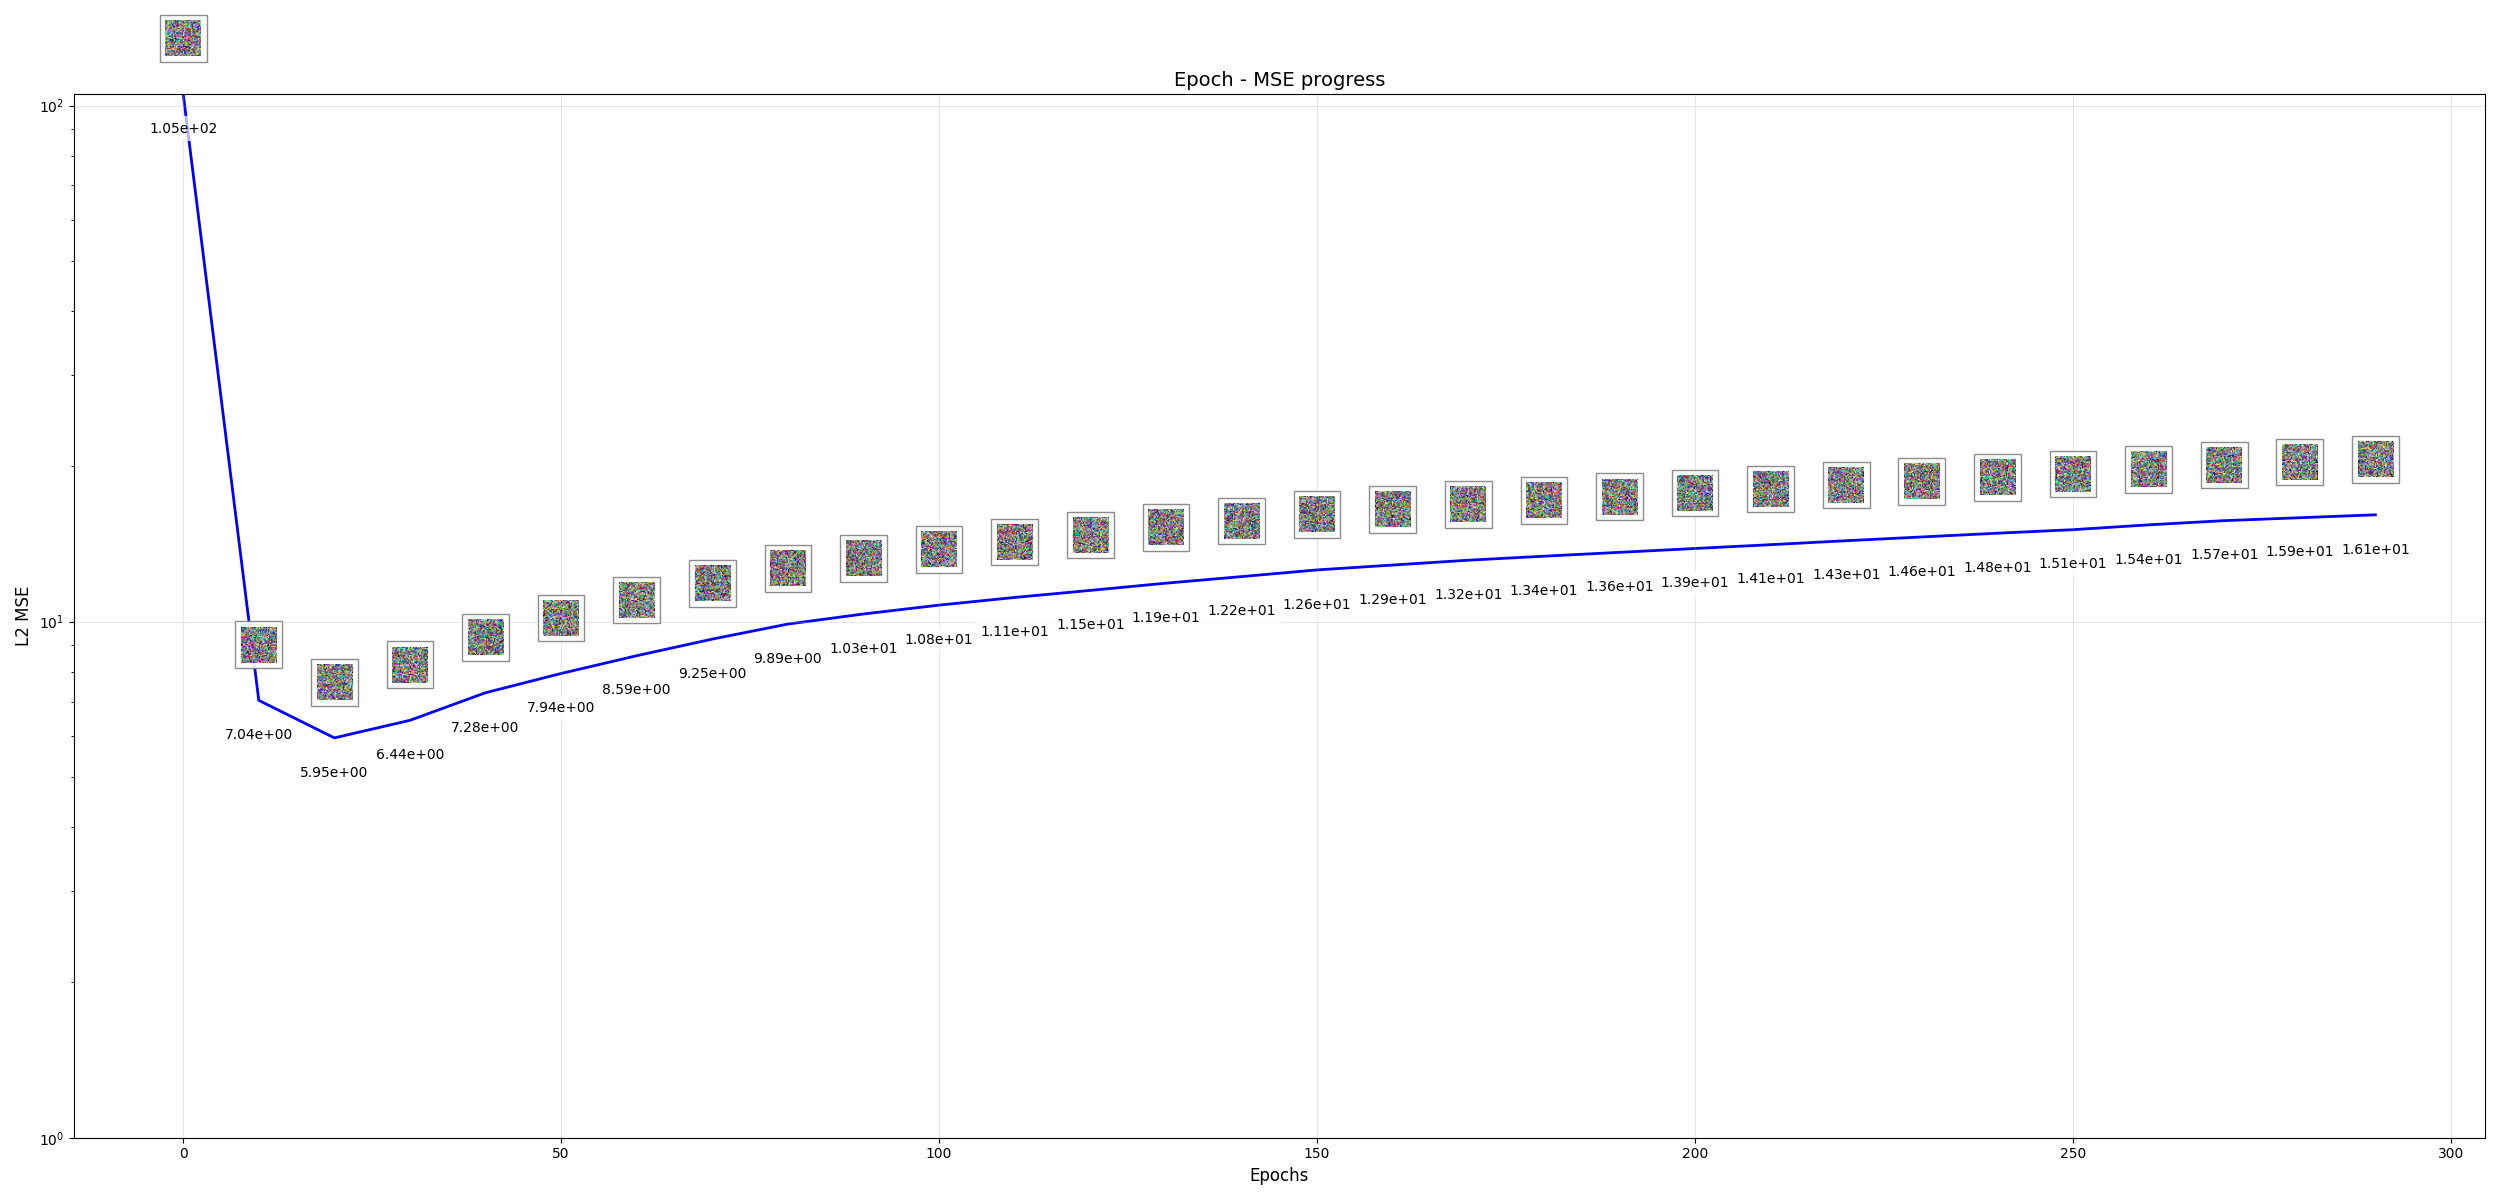 Epoch - MSE progress
10²
10¹
10⁰
L2 MSE
1.05e+02
7.04e+00
5.95e+00
6.44e+00
7.28e+00
7.94e+00
8.59e+00
9.25e+00
9.89e+00
1.03e+01
1.08e+01
1.11e+01
1.15e+01
1.19e+01
1.22e+01
1.26e+01
1.29e+01
1.32e+01
1.34e+01
1.36e+01
1.39e+01
1.41e+01
1.43e+01
1.46e+01
1.48e+01
1.51e+01
1.54e+01
1.57e+01
1.59e+01
1.61e+01
0 50 100 150 200 250 300
Epochs